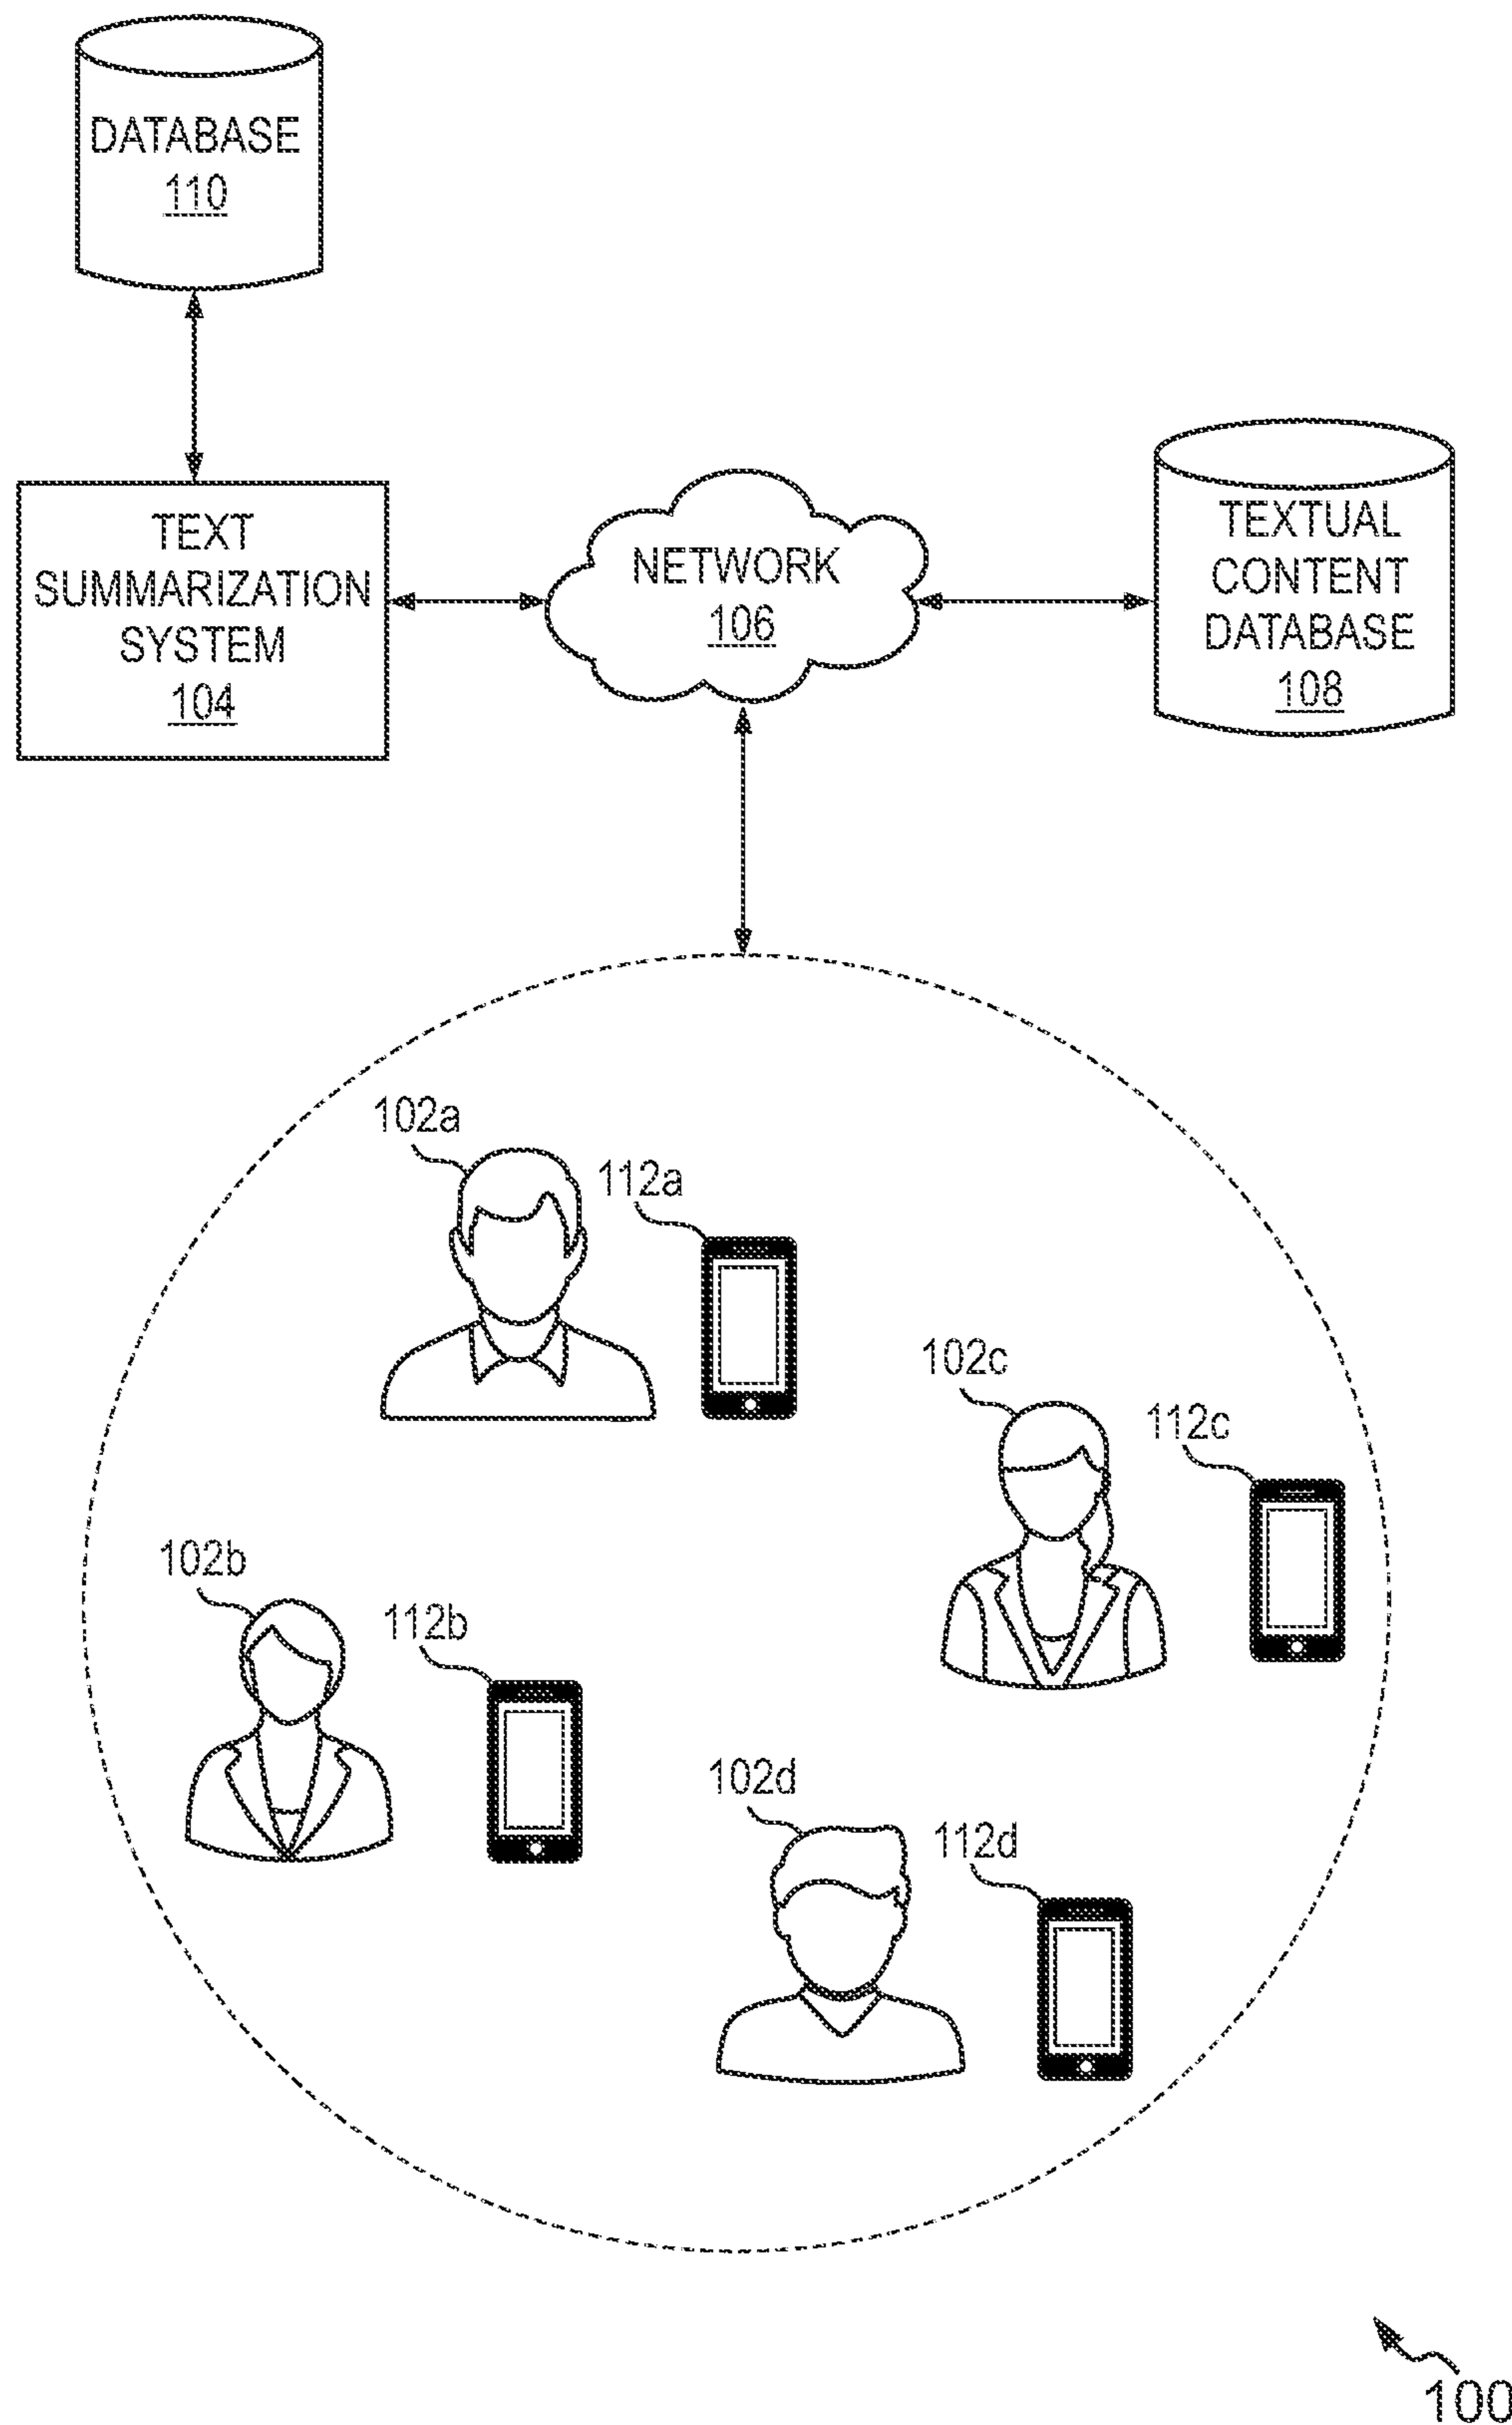 DATABASE
110
TEXT
SUMMARIZATION
SYSTEM
104
NETWORK
106
TEXTUAL
CONTENT
DATABASE
108
102a
112a
102c
112c
102b
112b
102d
112d
100